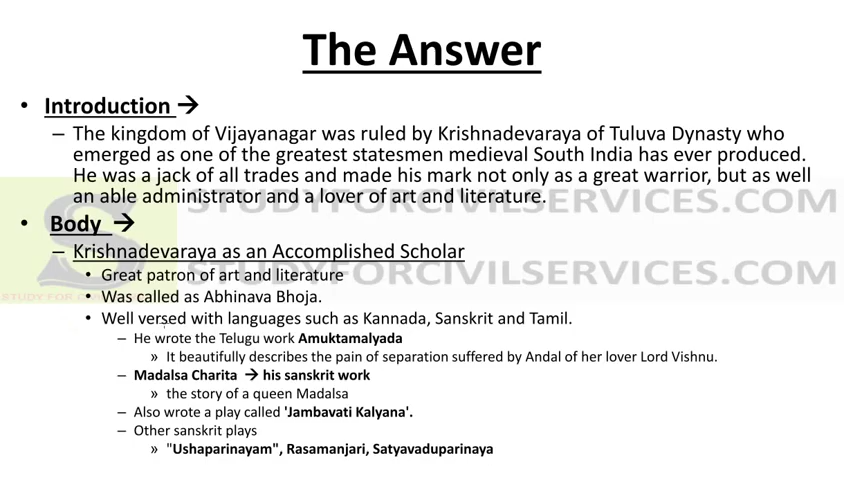 The Answer
• Introduction →
– The kingdom of Vijayanagar was ruled by Krishnadevaraya of Tuluva Dynasty who
emerged as one of the greatest statesmen medieval South India has ever produced.
He was a jack of all trades and made his mark not only as a great warrior, but as well
an able administrator and a lover of art and literature.
STUDYFORCIVILSERVICES.COM
• Body →
– Krishnadevaraya as an Accomplished Scholar
• Great patron of art and literature
STUDYFORCIVILSERVICES.COM
• Was called as Abhinava Bhoja.
• Well versed with languages such as Kannada, Sanskrit and Tamil.
– He wrote the Telugu work Amuktamalyada
» It beautifully describes the pain of separation suffered by Andal of her lover Lord Vishnu.
– Madalsa Charita → his sanskrit work
» the story of a queen Madalsa
– Also wrote a play called 'Jambavati Kalyana'.
– Other sanskrit plays
» "Ushaparinayam", Rasamanjari, Satyavaduparinaya